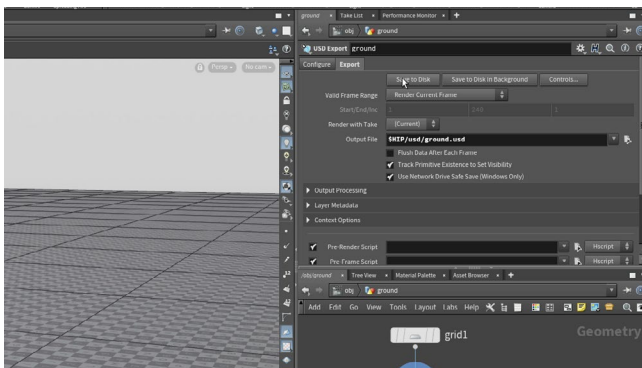 ground Take List Performance Monitor
obj ground
USD Export ground
Persp No cam
Configure Export
Save to Disk Save to Disk in Background Controls...
Valid Frame Range Render Current Frame
Start/End/Inc 1 240 1
Render with Take (Current)
Output File $HIP/usd/ground.usd
Flush Data After Each Frame
Track Primitive Existence to Set Visibility
Use Network Drive Safe Save (Windows Only)
Output Processing
Layer Metadata
Context Options
Pre-Render Script Hscript
Pre-Frame Script Hscript
/obj/ground Tree View Material Palette Asset Browser
obj ground
Add Edit Go View Tools Layout Labs Help
grid1
Geometry